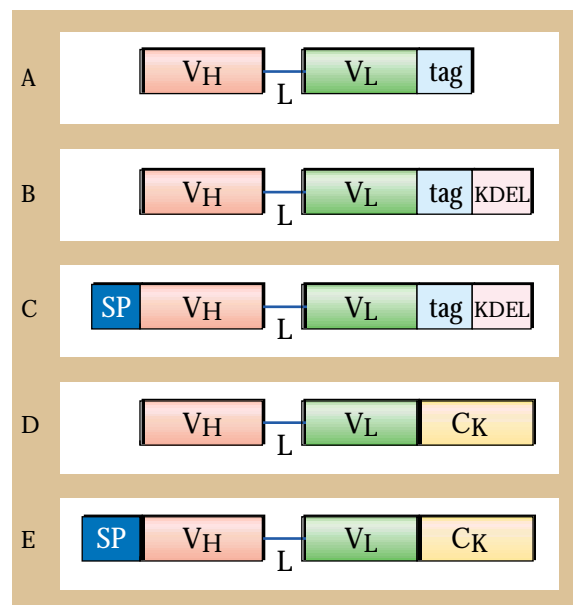 A VH L VL tag
B VH L VL tag KDEL
C SP VH L VL tag KDEL
D VH L VL CK
E SP VH L VL CK